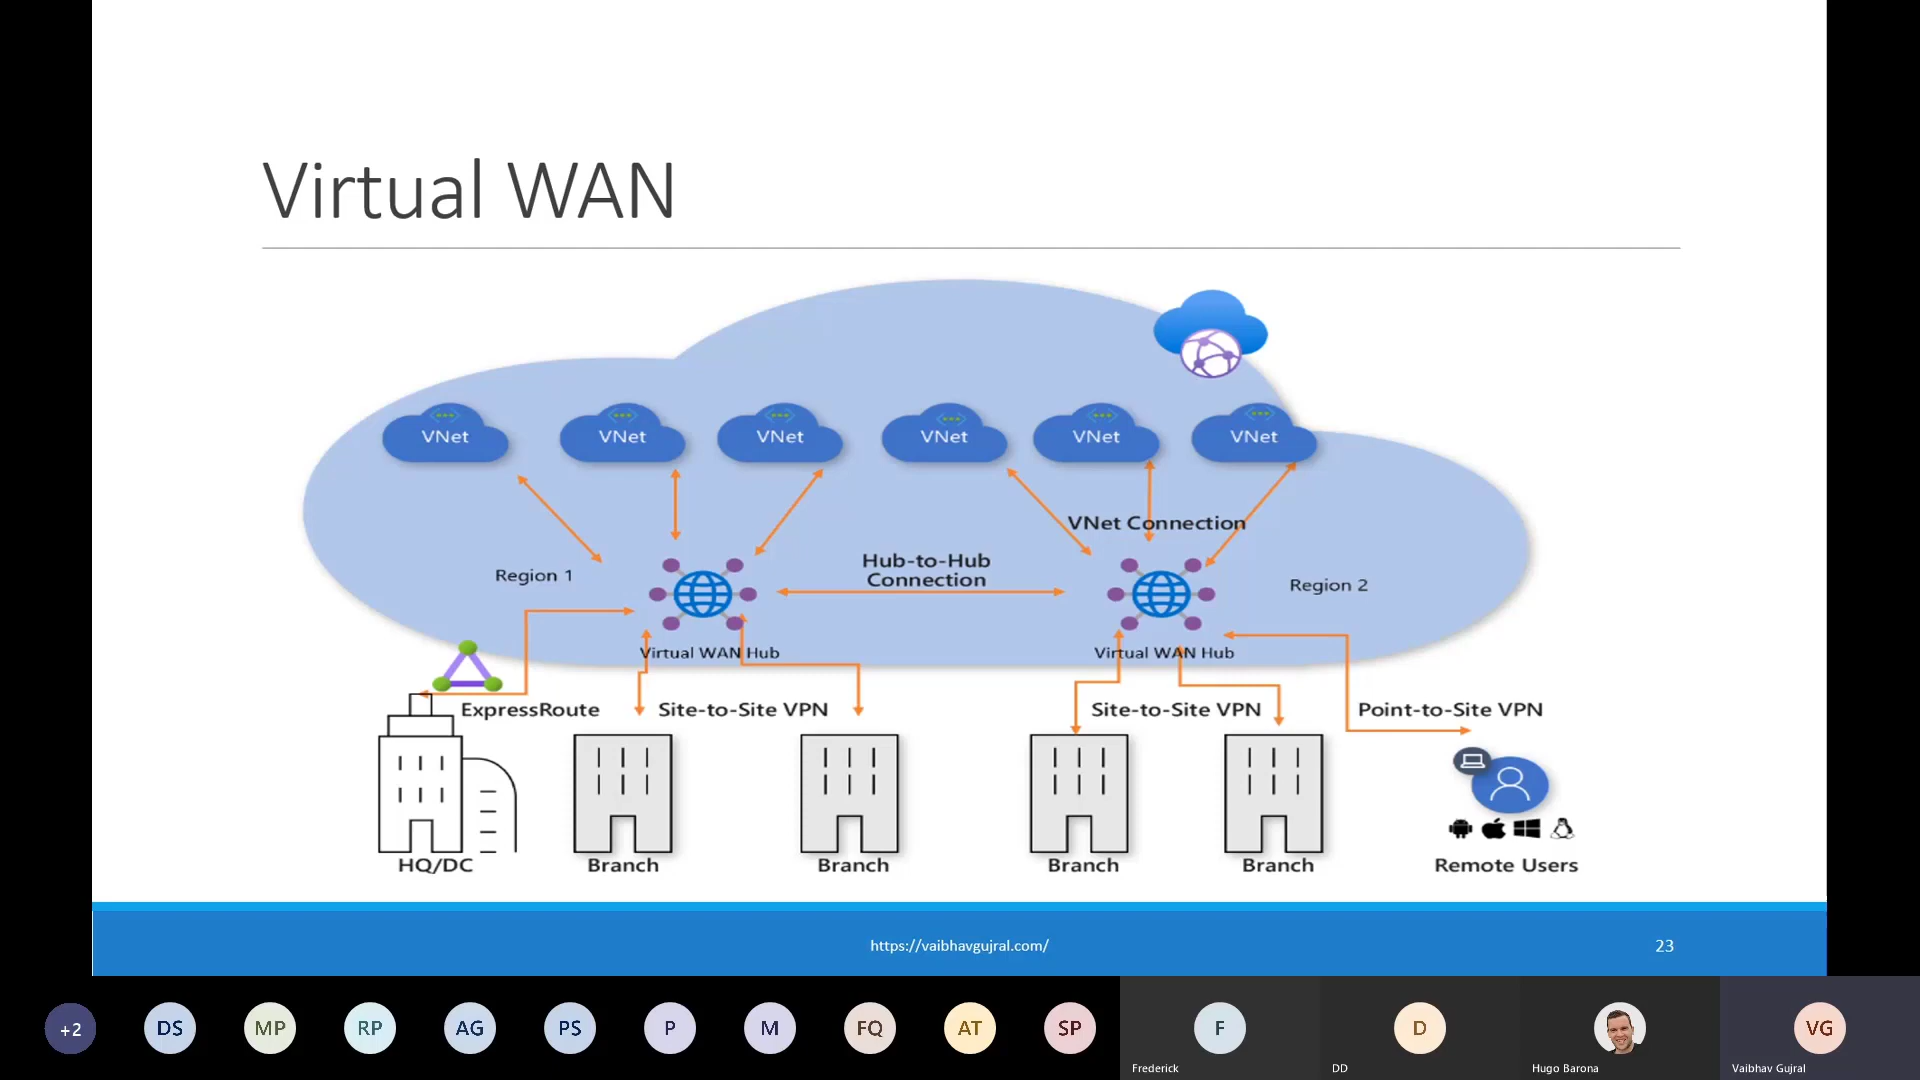 Virtual WAN
VNet
VNet
VNet
VNet
VNet
VNet
VNet Connection
Hub-to-Hub
Connection
Region 1
Region 2
Virtual WAN Hub
Virtual WAN Hub
ExpressRoute
Site-to-Site VPN
Site-to-Site VPN
Point-to-Site VPN
HQ/DC
Branch
Branch
Branch
Branch
Remote Users
https://vaibhavgujral.com/
23
+2
DS
MP
RP
AG
PS
P
M
FQ
AT
SP
F
D
VG
Frederick
DD
Hugo Barona
Vaibhav Gujral